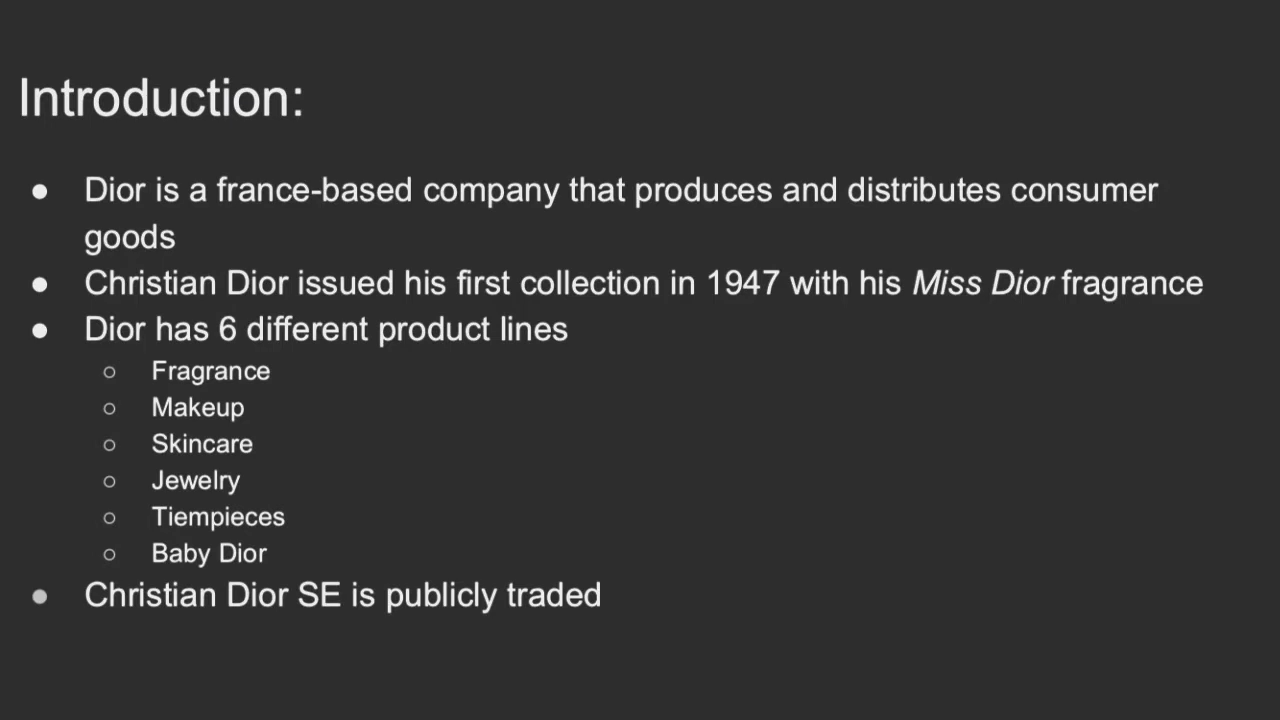 Introduction:
● Dior is a france-based company that produces and distributes consumer
goods
● Christian Dior issued his first collection in 1947 with his Miss Dior fragrance
● Dior has 6 different product lines
○ Fragrance
○ Makeup
○ Skincare
○ Jewelry
○ Tiempieces
○ Baby Dior
● Christian Dior SE is publicly traded